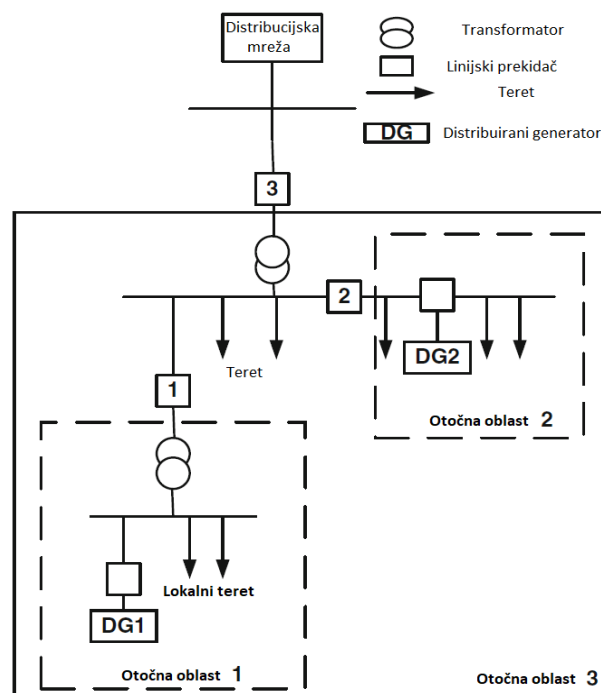 Distribucijska
mreža
Transformator
Linijski prekidač
Teret
DG
Distribuirani generator
3
2
DG2
Teret
1
Otočna oblast 2
Lokalni teret
DG1
Otočna oblast 1
Otočna oblast 3